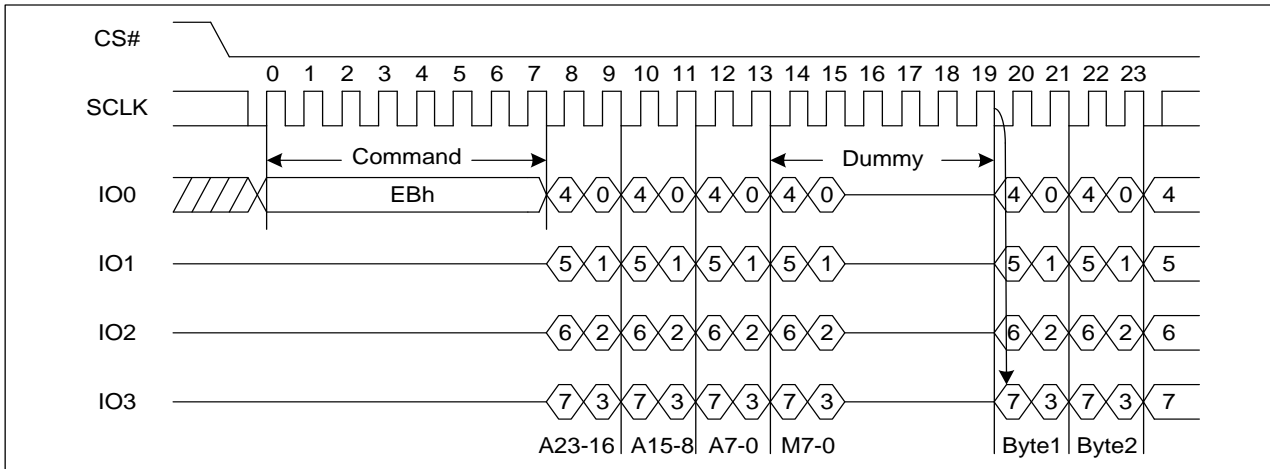 CS#
0 1 2 3 4 5 6 7 8 9 10 11 12 13 14 15 16 17 18 19 20 21 22 23
SCLK
Command Dummy
IO0 EBh 4 0 4 0 4 0 4 0 4 0 4 0 4
IO1 5 1 5 1 5 1 5 1 5 1 5 1 5
IO2 6 2 6 2 6 2 6 2 6 2 6 2 6
IO3 7 3 7 3 7 3 7 3 7 3 7 3 7
A23-16 A15-8 A7-0 M7-0 Byte1 Byte2